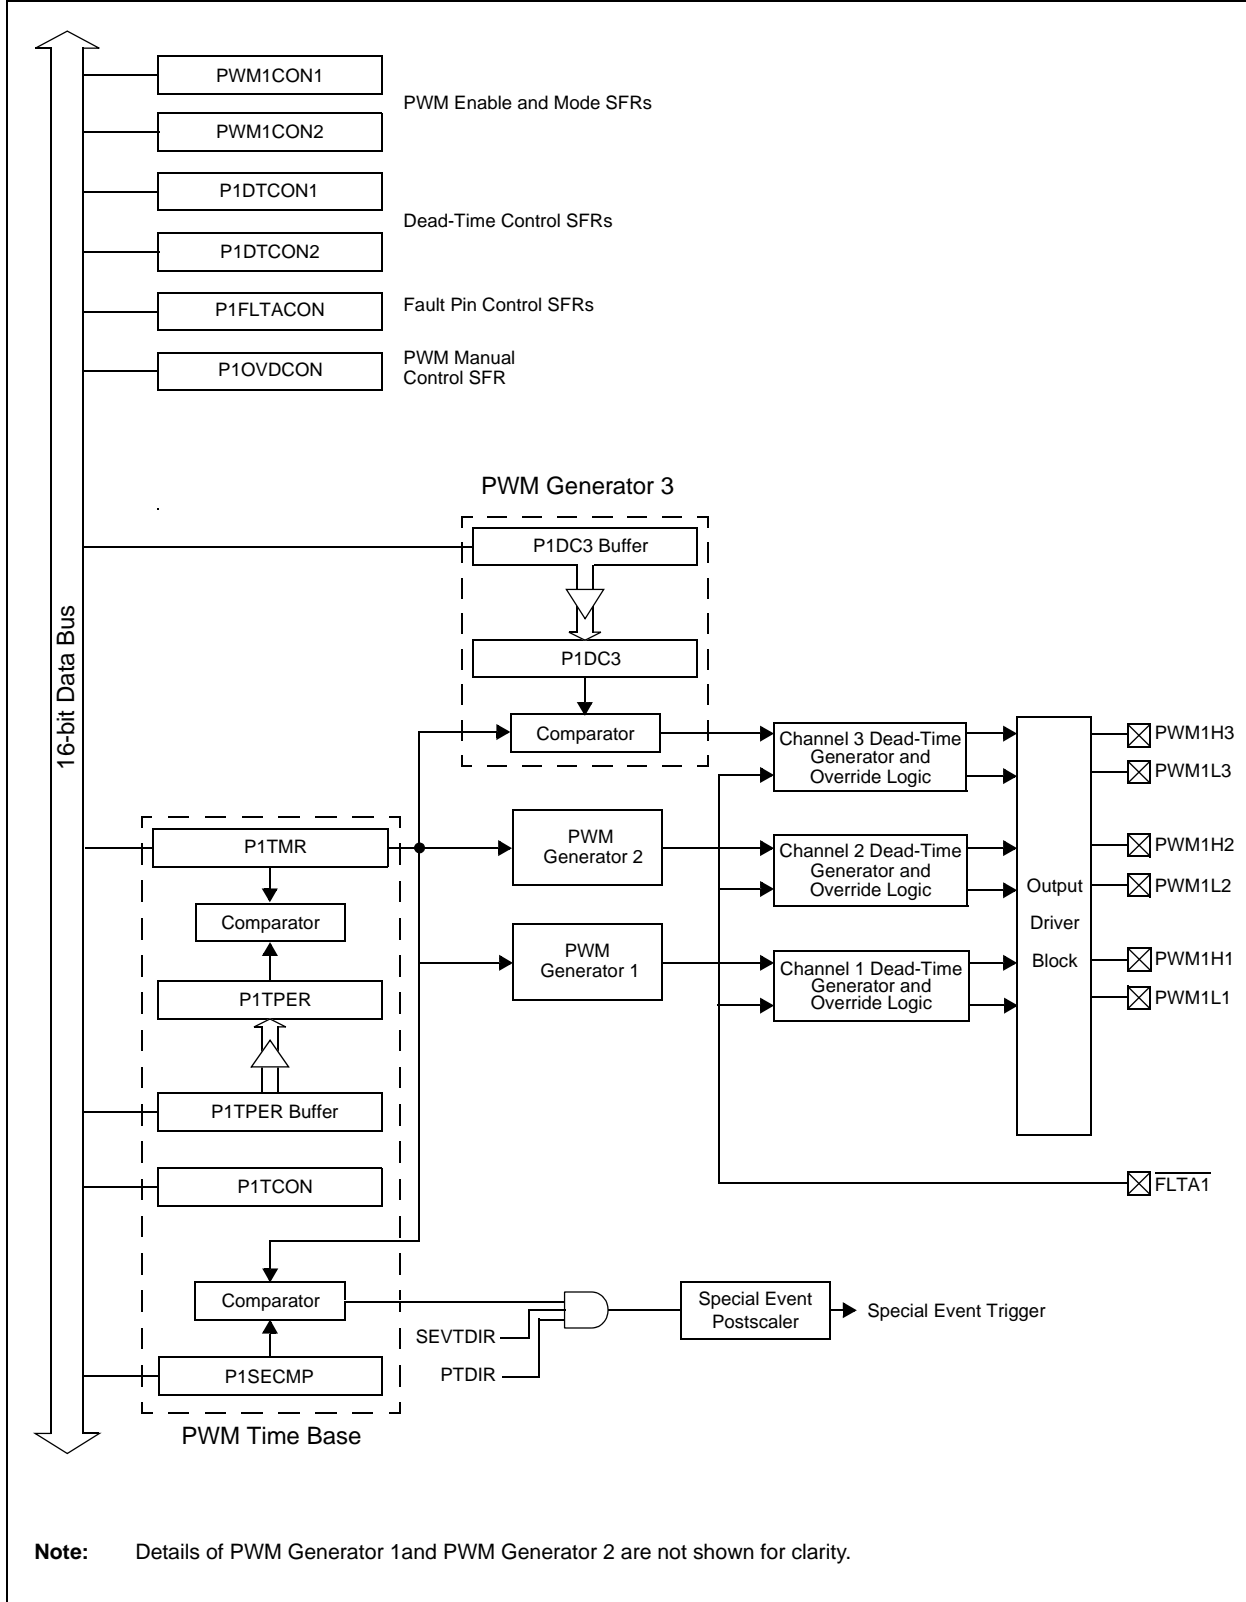 PWM1CON1
PWM Enable and Mode SFRs
PWM1CON2
P1DTCON1
Dead-Time Control SFRs
P1DTCON2
P1FLTACON
Fault Pin Control SFRs
P1OVDCON
PWM Manual
Control SFR
16-bit Data Bus
PWM Generator 3
P1DC3 Buffer
P1DC3
Comparator
Channel 3 Dead-Time
Generator and
Override Logic
PWM1H3
PWM1L3
P1TMR
PWM
Generator 2
Channel 2 Dead-Time
Generator and
Override Logic
PWM1H2
PWM1L2
Output
Driver
Block
Comparator
PWM
Generator 1
Channel 1 Dead-Time
Generator and
Override Logic
PWM1H1
PWM1L1
P1TPER
P1TPER Buffer
P1TCON
FLTA1
Comparator
SEVTDIR
PTDIR
Special Event
Postscaler
Special Event Trigger
P1SECMP
PWM Time Base
Note: Details of PWM Generator 1and PWM Generator 2 are not shown for clarity.